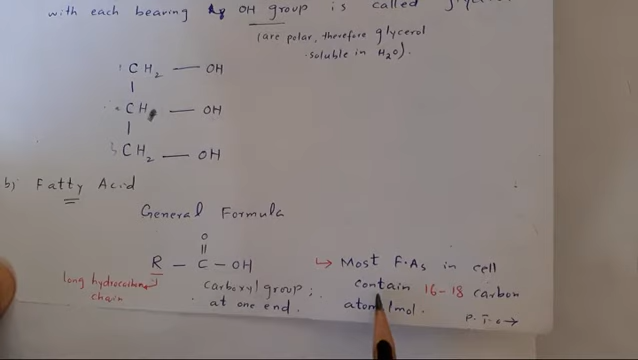 with each bearing OH group is called
(are polar, therefore glycerol
soluble in H2O).
1 CH2 — OH
2 CH — OH
3 CH2 — OH
b) Fatty Acid
General Formula
O
||
R — C — OH
long hydrocarbon chain
carboxyl group;
at one end.
↳ Most F.As in cell
contain 16-18 carbon
atom/mol.
P.T.O→